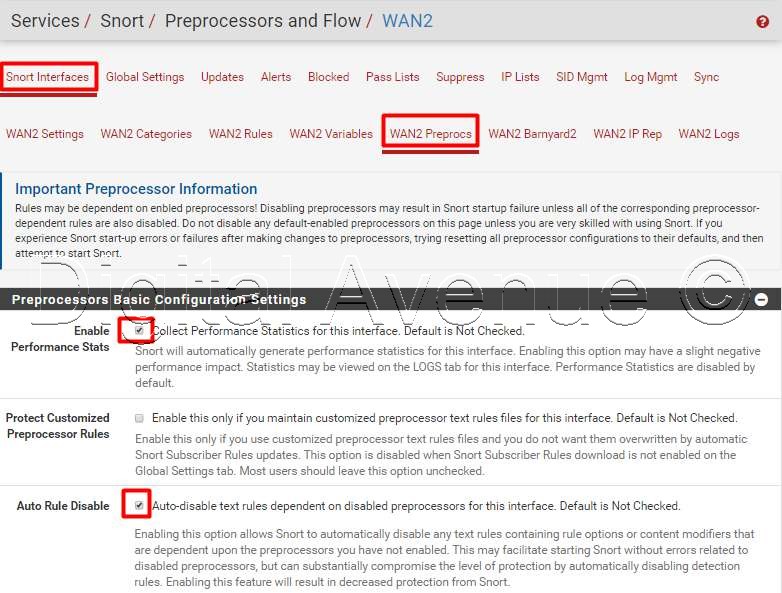 Services / Snort / Preprocessors and Flow / WAN2
Snort Interfaces Global Settings Updates Alerts Blocked Pass Lists Suppress IP Lists SID Mgmt Log Mgmt Sync
WAN2 Settings WAN2 Categories WAN2 Rules WAN2 Variables WAN2 Preprocs WAN2 Barnyard2 WAN2 IP Rep WAN2 Logs
Important Preprocessor Information
Rules may be dependent on enbled preprocessors! Disabling preprocessors may result in Snort startup failure unless all of the corresponding preprocessor-
dependent rules are also disabled. Do not disable any default-enabled preprocessors on this page unless you are very skilled with using Snort. If you
experience Snort start-up errors or failures after making changes to preprocessors, trying resetting all preprocessor configurations to their defaults, and then
attempt to start Snort.
Digital Avenue ©
Preprocessors Basic Configuration Settings
Enable
Performance Stats
Collect Performance Statistics for this interface. Default is Not Checked.
Snort will automatically generate performance statistics for this interface. Enabling this option may have a slight negative
performance impact. Statistics may be viewed on the LOGS tab for this interface. Performance Statistics are disabled by
default.
Protect Customized
Preprocessor Rules
Enable this only if you maintain customized preprocessor text rules files for this interface. Default is Not Checked.
Enable this only if you use customized preprocessor text rules files and you do not want them overwritten by automatic
Snort Subscriber Rules updates. This option is disabled when Snort Subscriber Rules download is not enabled on the
Global Settings tab. Most users should leave this option unchecked.
Auto Rule Disable
Auto-disable text rules dependent on disabled preprocessors for this interface. Default is Not Checked.
Enabling this option allows Snort to automatically disable any text rules containing rule options or content modifiers that
are dependent upon the preprocessors you have not enabled. This may facilitate starting Snort without errors related to
disabled preprocessors, but can substantially compromise the level of protection by automatically disabling detection
rules. Enabling this feature will result in decreased protection from Snort.